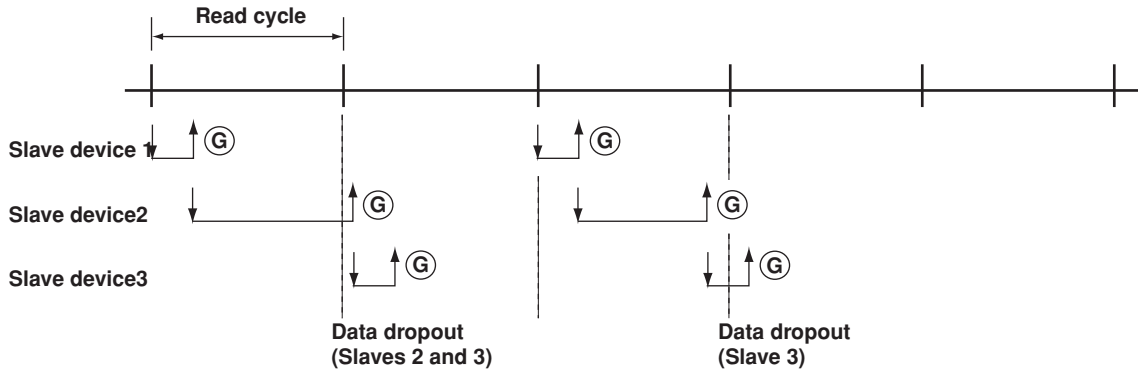 Read cycle
Slave device 1
G
G
Slave device2
G
G
Slave device3
G
G
Data dropout
(Slaves 2 and 3)
Data dropout
(Slave 3)